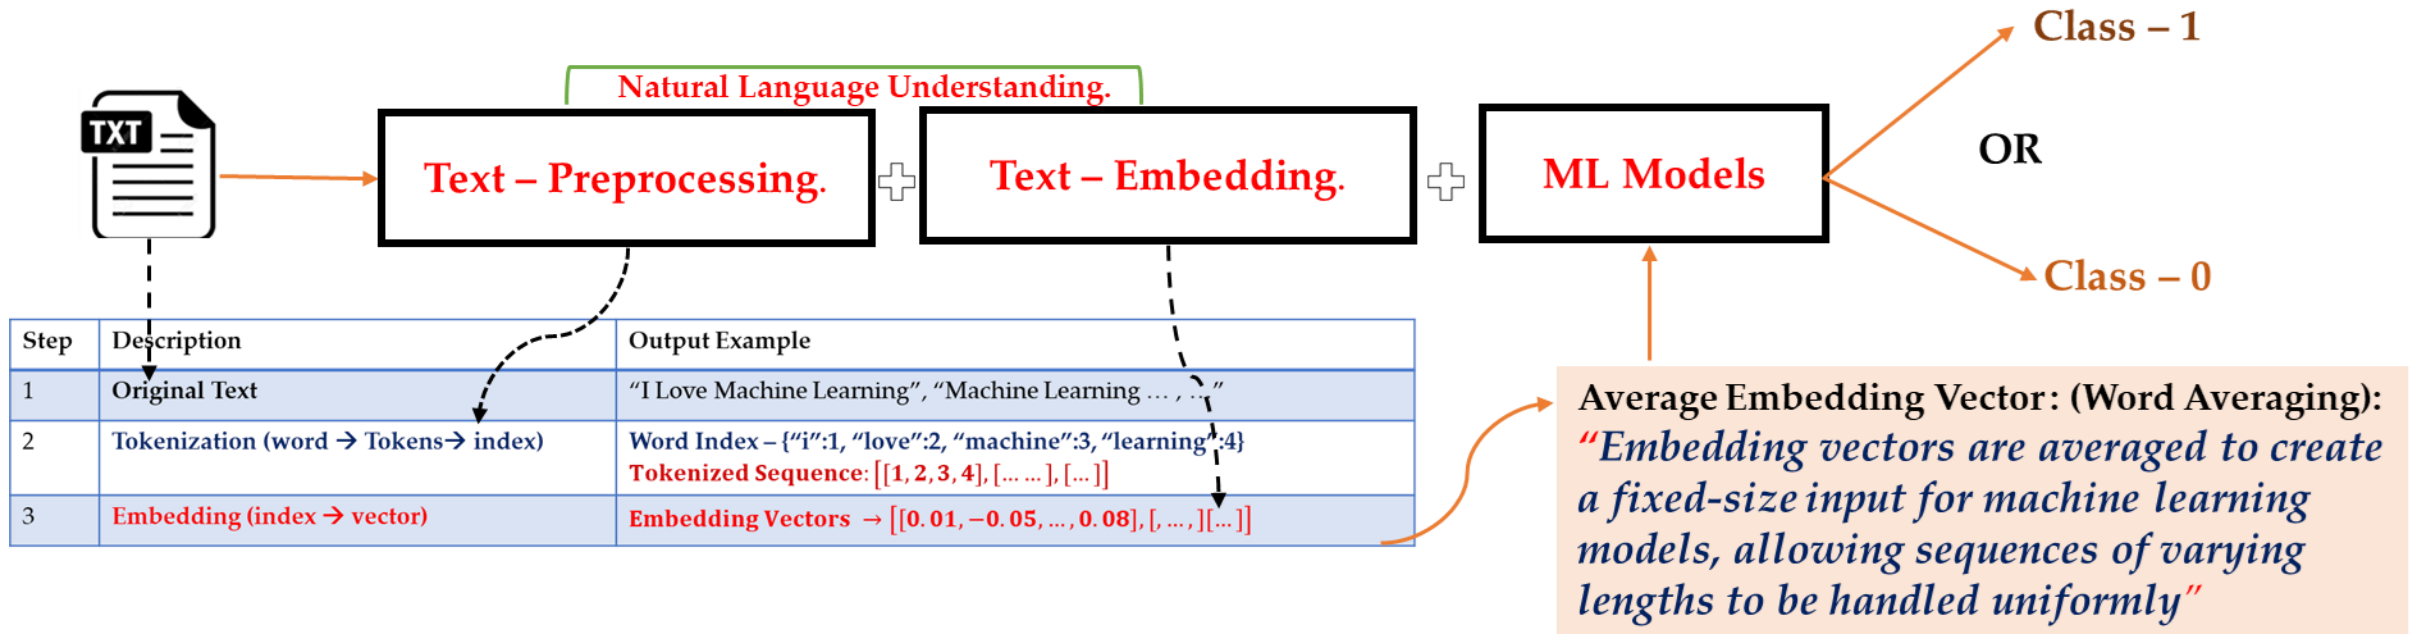 Class – 1
Natural Language Understanding.
TXT
Text – Preprocessing.
Text – Embedding.
ML Models
OR
Class – 0
Step Description Output Example
1 Original Text “I Love Machine Learning”, “Machine Learning … , …”
2 Tokenization (word → Tokens→ index) Word Index – {“i”:1, “love”:2, “machine”:3, “learning”:4}
Tokenized Sequence: [[1, 2, 3, 4], [… …], […]]
3 Embedding (index → vector) Embedding Vectors → [[0.01, −0.05, …, 0.08], [, …, ][…]]
Average Embedding Vector: (Word Averaging):
“Embedding vectors are averaged to create
a fixed-size input for machine learning
models, allowing sequences of varying
lengths to be handled uniformly”